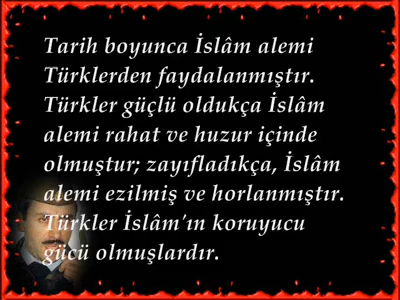 Tarih boyunca İslâm alemi
Türklerden faydalanmıştır.
Türkler güçlü oldukça İslâm
alemi rahat ve huzur içinde
olmuştur; zayıfladıkça, İslâm
alemi ezilmiş ve horlanmıştır.
Türkler İslâm'ın koruyucu
gücü olmuşlardır.